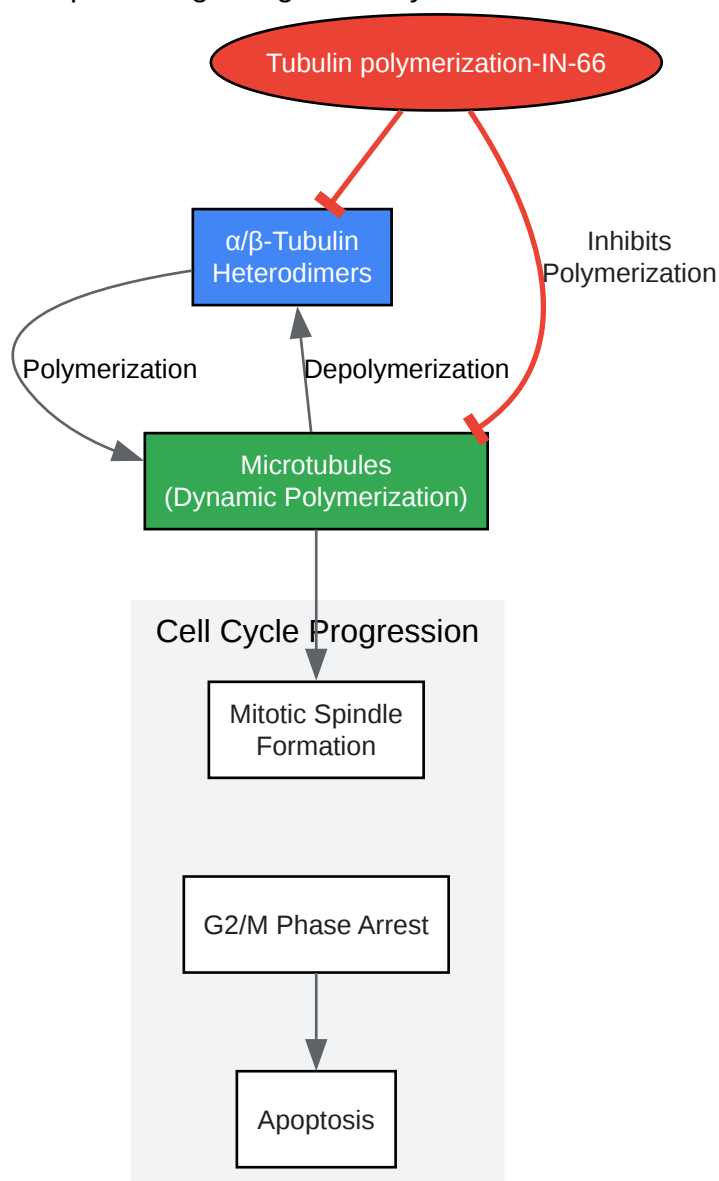 Tubulin polymerization-IN-66
α/β-Tubulin
Heterodimers
Inhibits
Polymerization
Polymerization
Depolymerization
Microtubules
(Dynamic Polymerization)
Cell Cycle Progression
Mitotic Spindle
Formation
G2/M Phase Arrest
Apoptosis